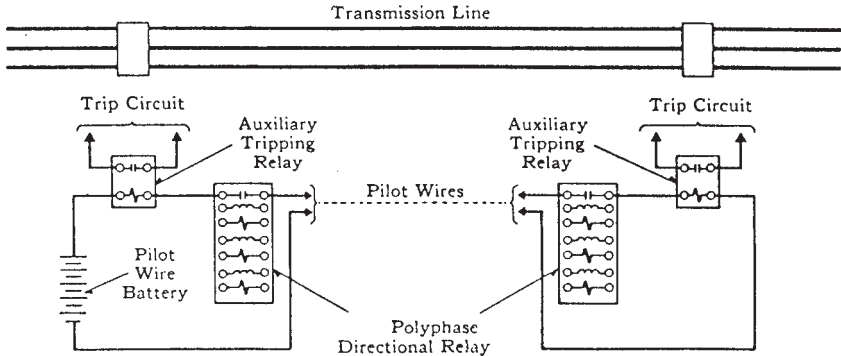 Transmission Line
Trip Circuit
Auxiliary
Tripping
Relay
Auxiliary
Tripping
Relay
Trip Circuit
Pilot Wires
Pilot
Wire
Battery
Polyphase
Directional Relay